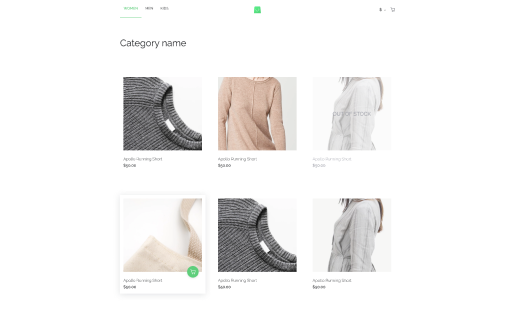 WOMEN MEN KIDS
$
Category name
OUT OF STOCK
Apollo Running Short
$50.00
Apollo Running Short
$50.00
Apollo Running Short
$50.00
Apollo Running Short
$50.00
Apollo Running Short
$50.00
Apollo Running Short
$50.00